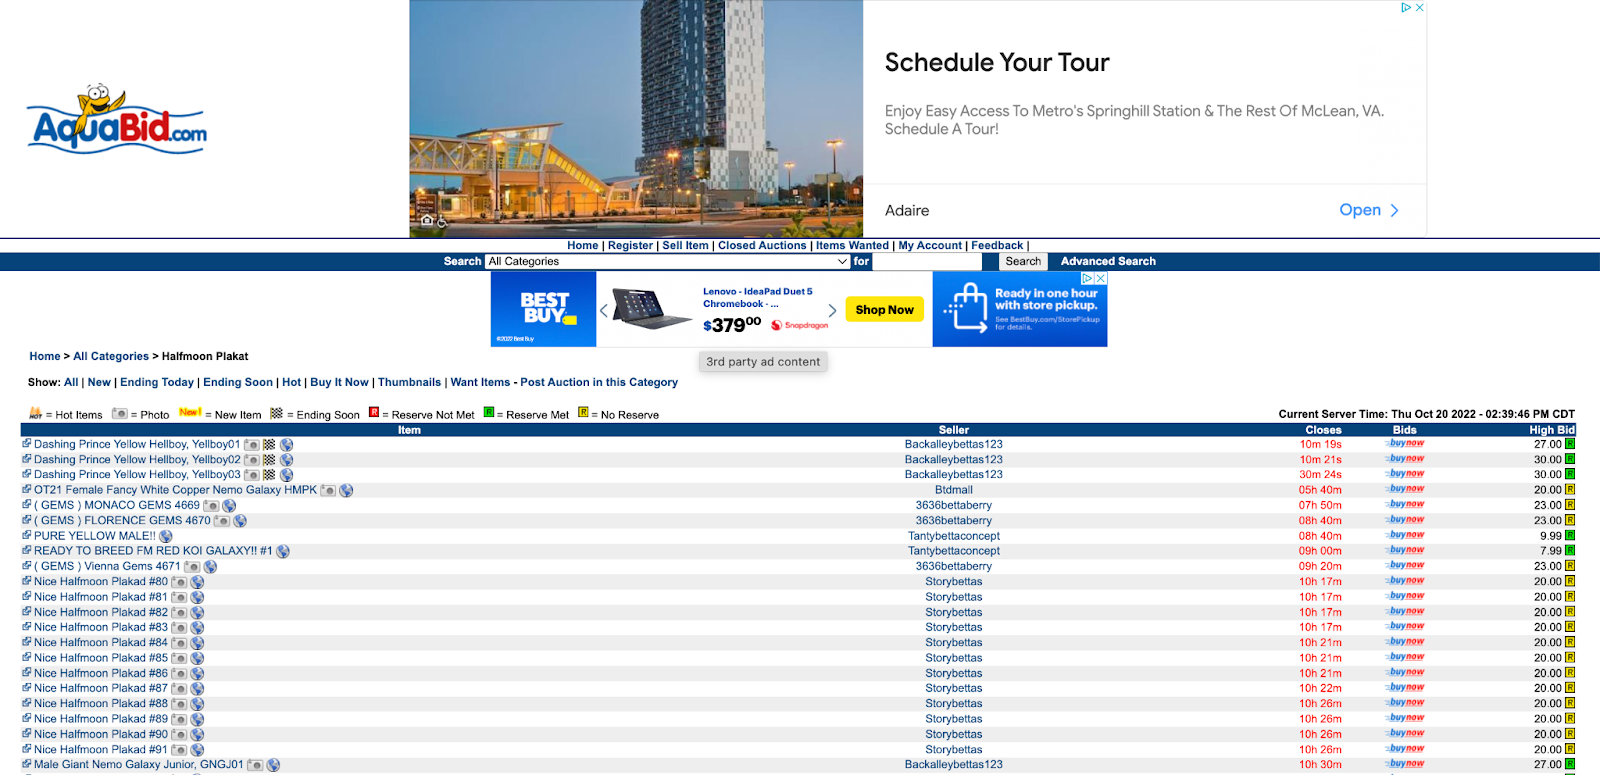 Schedule Your Tour
Enjoy Easy Access To Metro's Springhill Station & The Rest Of McLean, VA.
Schedule A Tour!
AquaBid.com
Adaire
Open
Home | Register | Sell Item | Closed Auctions | Items Wanted | My Account | Feedback |
Search All Categories for Search Advanced Search
BEST BUY
©2022 Best Buy
Lenovo - IdeaPad Duet 5
Chromebook - ...
$379⁰⁰ Snapdragon
Shop Now
Ready in one hour
with store pickup.
See BestBuy.com/StorePickup
for details.
3rd party ad content
Home > All Categories > Halfmoon Plakat
Show: All | New | Ending Today | Ending Soon | Hot | Buy It Now | Thumbnails | Want Items - Post Auction in this Category
HOT = Hot Items = Photo New! = New Item = Ending Soon R = Reserve Not Met R = Reserve Met R = No Reserve
Current Server Time: Thu Oct 20 2022 - 02:39:46 PM CDT
Item Seller Closes Bids High Bid
Dashing Prince Yellow Hellboy, Yellboy01 Backalleybettas123 10m 19s buynow 27.00 R
Dashing Prince Yellow Hellboy, Yellboy02 Backalleybettas123 10m 21s buynow 30.00 R
Dashing Prince Yellow Hellboy, Yellboy03 Backalleybettas123 30m 24s buynow 30.00 R
OT21 Female Fancy White Copper Nemo Galaxy HMPK Btdmall 05h 40m buynow 20.00 R
( GEMS ) MONACO GEMS 4669 3636bettaberry 07h 50m buynow 23.00 R
( GEMS ) FLORENCE GEMS 4670 3636bettaberry 08h 40m buynow 23.00 R
PURE YELLOW MALE!! Tantybettaconcept 08h 40m buynow 9.99 R
READY TO BREED FM RED KOI GALAXY!! #1 Tantybettaconcept 09h 00m buynow 7.99 R
( GEMS ) Vienna Gems 4671 3636bettaberry 09h 20m buynow 23.00 R
Nice Halfmoon Plakad #80 Storybettas 10h 17m buynow 20.00 R
Nice Halfmoon Plakad #81 Storybettas 10h 17m buynow 20.00 R
Nice Halfmoon Plakad #82 Storybettas 10h 17m buynow 20.00 R
Nice Halfmoon Plakad #83 Storybettas 10h 17m buynow 20.00 R
Nice Halfmoon Plakad #84 Storybettas 10h 21m buynow 20.00 R
Nice Halfmoon Plakad #85 Storybettas 10h 21m buynow 20.00 R
Nice Halfmoon Plakad #86 Storybettas 10h 21m buynow 20.00 R
Nice Halfmoon Plakad #87 Storybettas 10h 22m buynow 20.00 R
Nice Halfmoon Plakad #88 Storybettas 10h 26m buynow 20.00 R
Nice Halfmoon Plakad #89 Storybettas 10h 26m buynow 20.00 R
Nice Halfmoon Plakad #90 Storybettas 10h 26m buynow 20.00 R
Nice Halfmoon Plakad #91 Storybettas 10h 26m buynow 20.00 R
Male Giant Nemo Galaxy Junior, GNGJ01 Backalleybettas123 10h 30m buynow 27.00 R